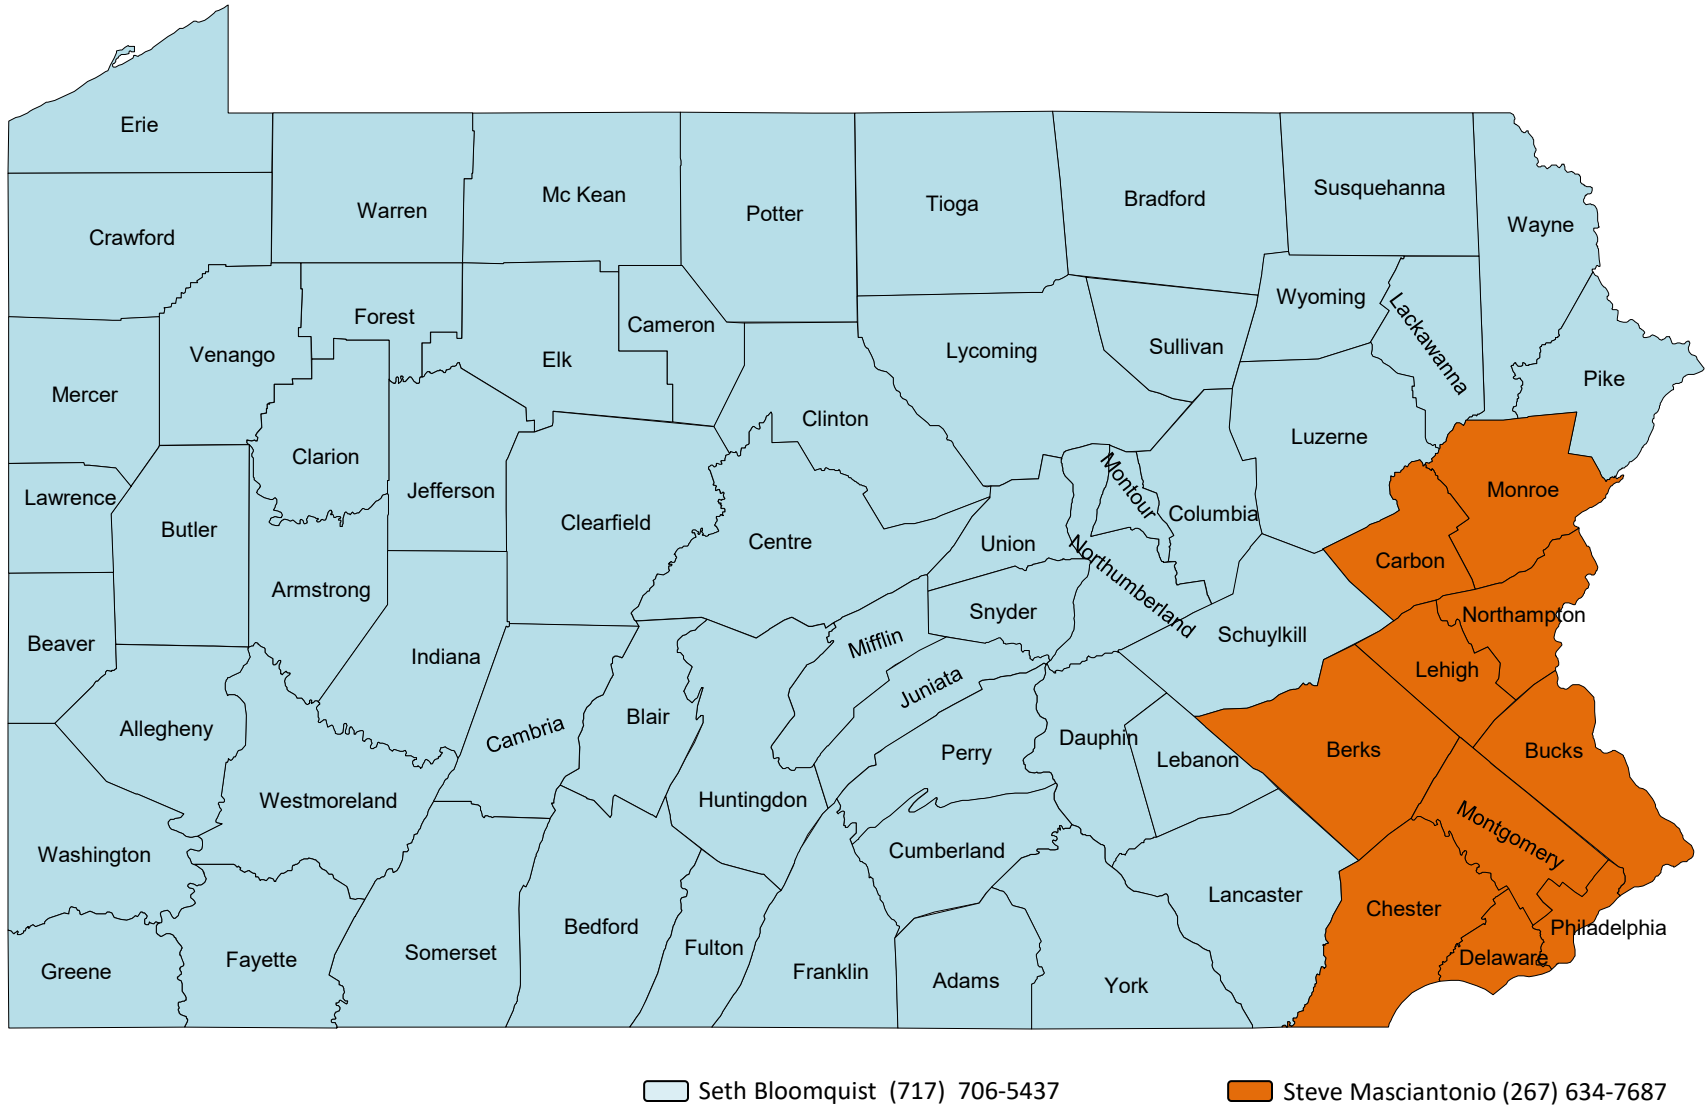 Erie
Warren
Mc Kean
Potter
Tioga
Bradford
Susquehanna
Wayne
Crawford
Forest
Cameron
Wyoming
Lackawanna
Venango
Elk
Lycoming
Sullivan
Pike
Mercer
Clinton
Luzerne
Clarion
Jefferson
Montour
Monroe
Lawrence
Butler
Clearfield
Centre
Union
Columbia
Carbon
Armstrong
Snyder
Northumberland
Northampton
Beaver
Indiana
Mifflin
Schuylkill
Lehigh
Allegheny
Cambria
Blair
Juniata
Perry
Dauphin
Lebanon
Berks
Bucks
Westmoreland
Huntingdon
Montgomery
Washington
Cumberland
Lancaster
Chester
Philadelphia
Greene
Fayette
Somerset
Bedford
Fulton
Franklin
Adams
York
Delaware
Seth Bloomquist (717) 706-5437
Steve Masciantonio (267) 634-7687